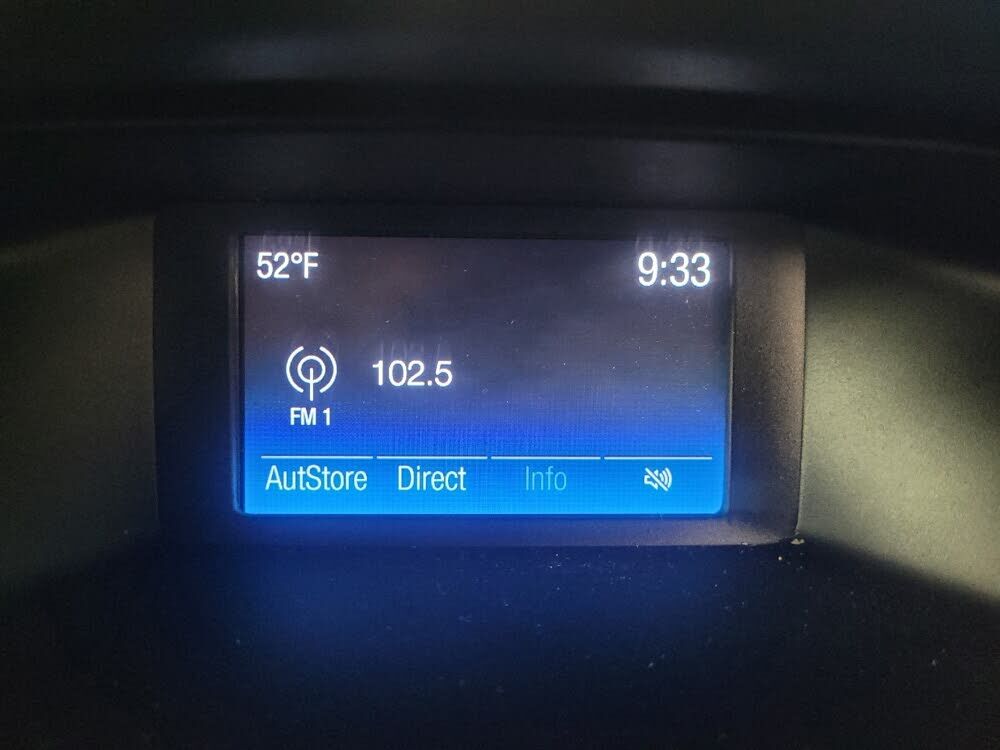 52°F 9:33
102.5
FM 1
AutStore Direct Info